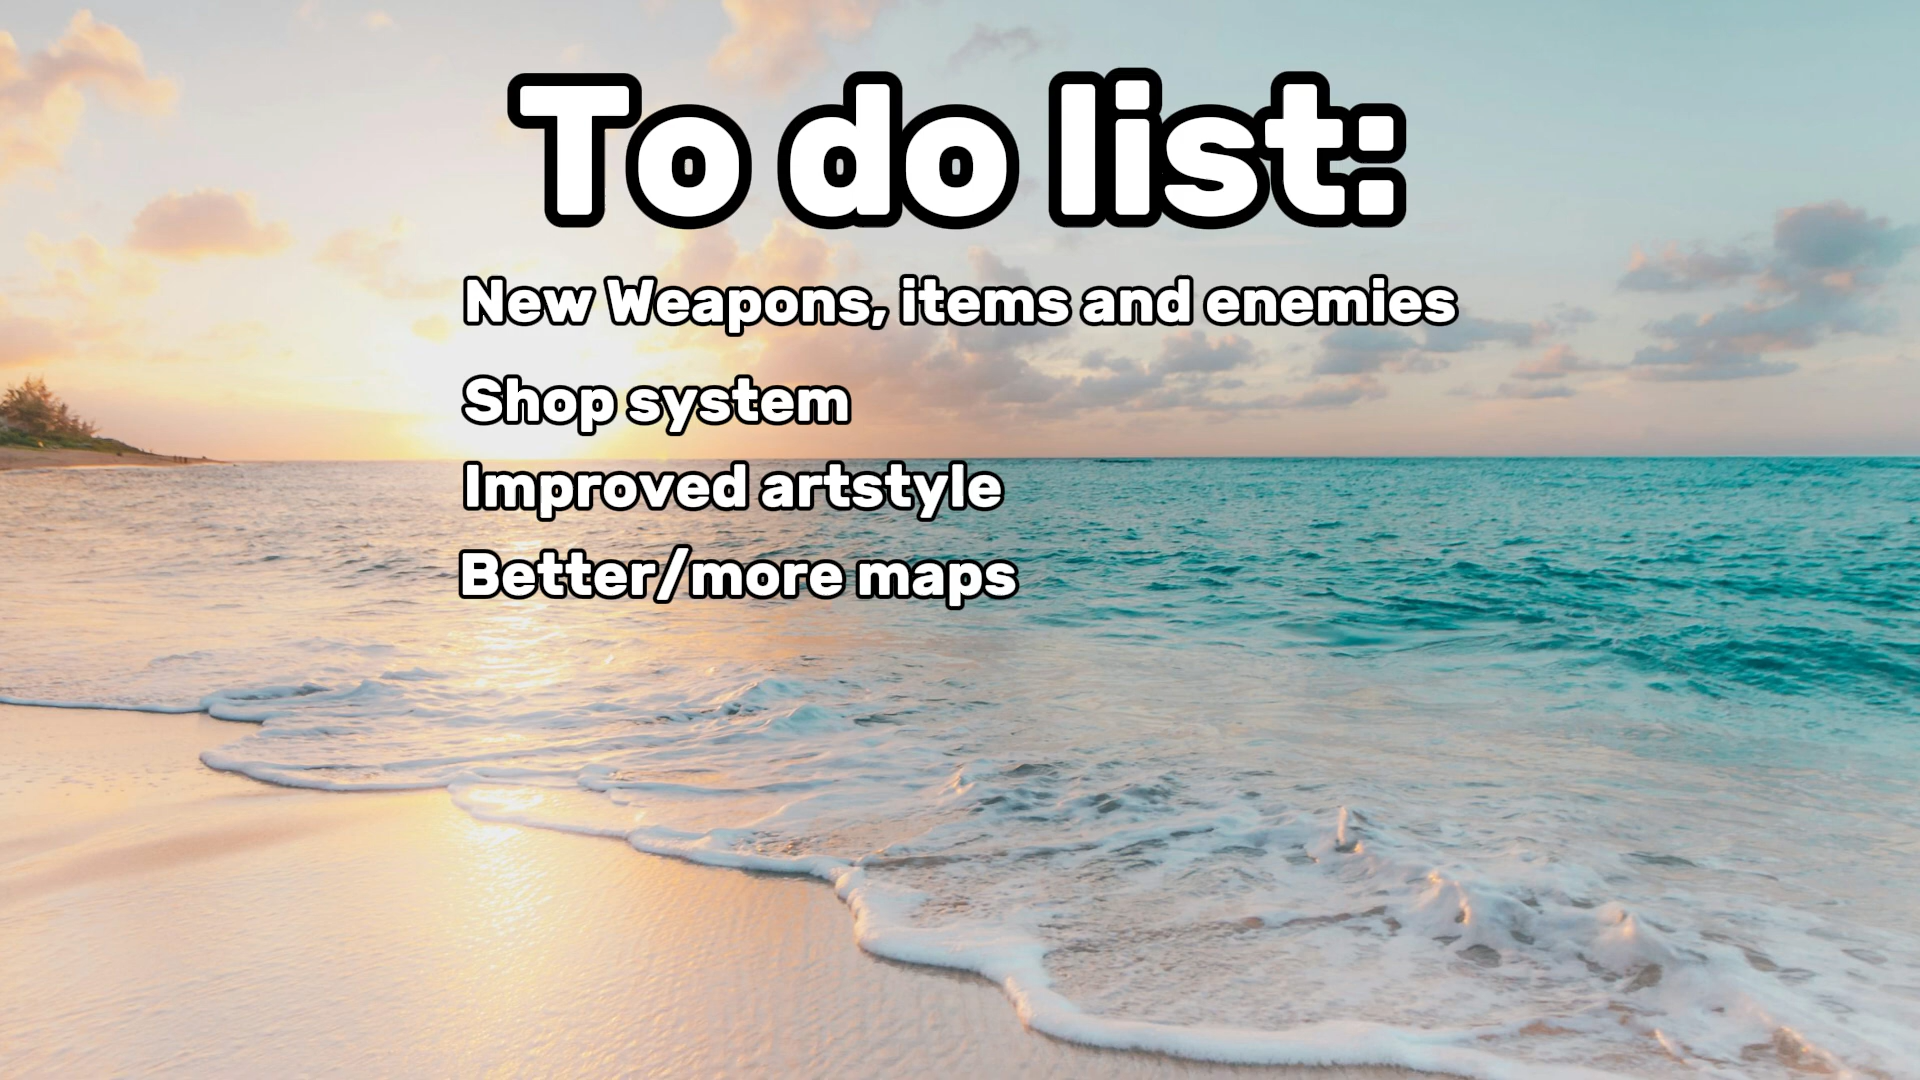 To do list:
New Weapons, items and enemies
Shop system
Improved artstyle
Better/more maps